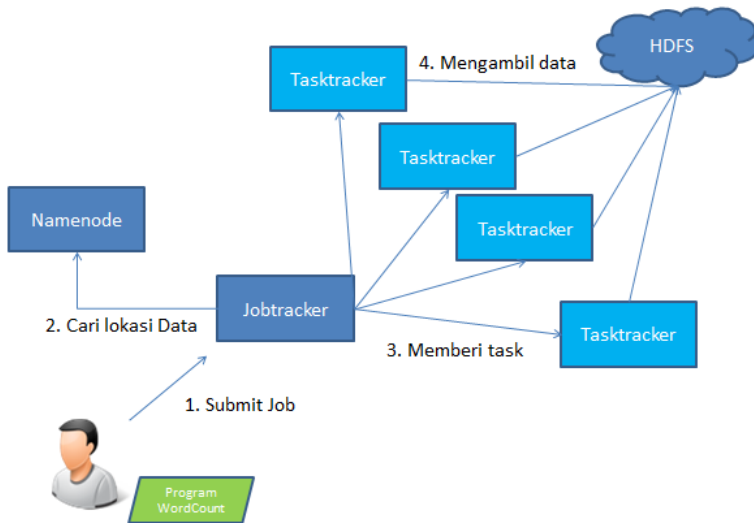 HDFS
Tasktracker
4. Mengambil data
Tasktracker
Namenode
Tasktracker
Jobtracker
2. Cari lokasi Data
Tasktracker
3. Memberi task
1. Submit Job
Program
WordCount